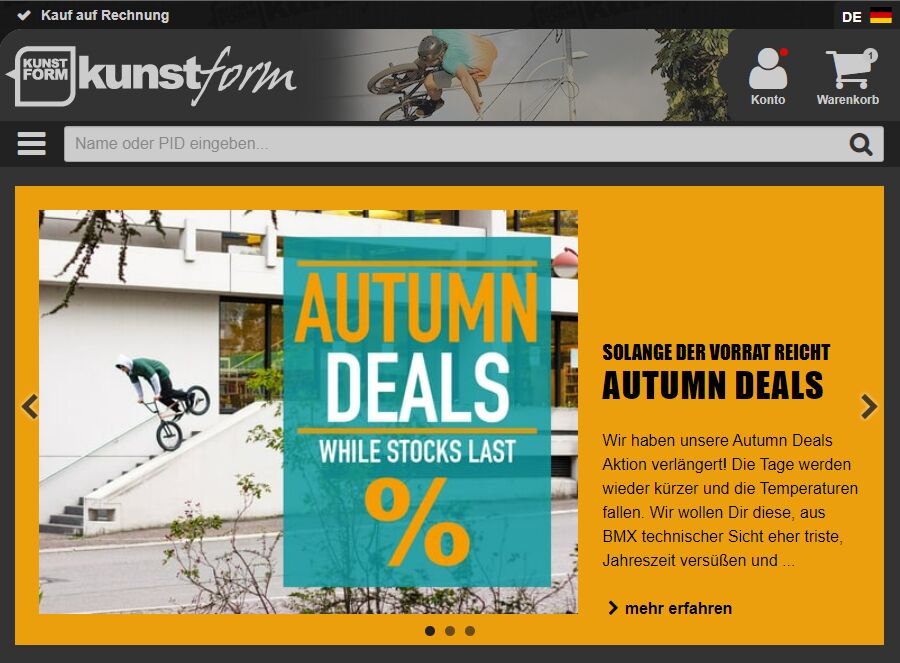 Kauf auf Rechnung
DE
KUNST
FORM
kunstform
Konto
1
Warenkorb
Name oder PID eingeben...
AUTUMN
DEALS
WHILE STOCKS LAST
%
SOLANGE DER VORRAT REICHT
AUTUMN DEALS
Wir haben unsere Autumn Deals
Aktion verlängert! Die Tage werden
wieder kürzer und die Temperaturen
fallen. Wir wollen Dir diese, aus
BMX technischer Sicht eher triste,
Jahreszeit versüßen und ...
mehr erfahren